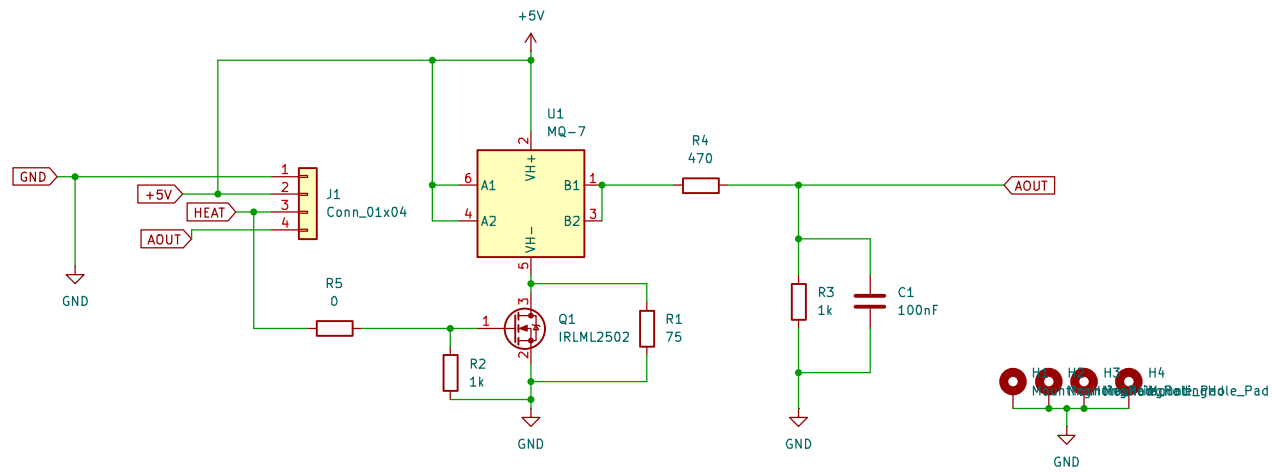 +5V
U1
MQ-7
2
VH+
R4
470
GND
1
+5V
2
J1
HEAT
3
Conn_01x04
AOUT
4
6
A1
B1
1
AOUT
4
A2
B2
3
VH-
5
GND
R5
0
3
1
Q1
IRLML2502
2
R1
75
R2
1k
R3
1k
C1
100nF
GND
GND
H1
H2
H3
H4
GND